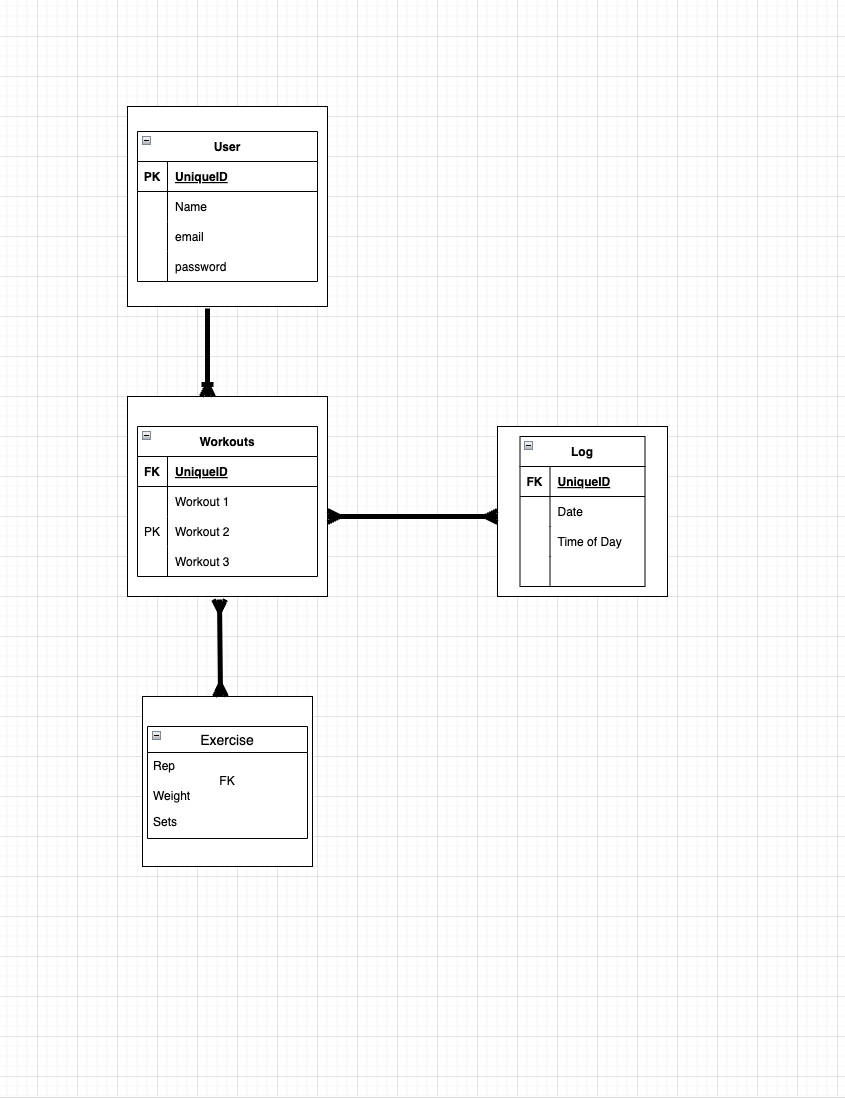 User
PK UniqueID
Name
email
password
Workouts
FK UniqueID
Workout 1
PK Workout 2
Workout 3
Log
FK UniqueID
Date
Time of Day
Exercise
Rep
FK
Weight
Sets